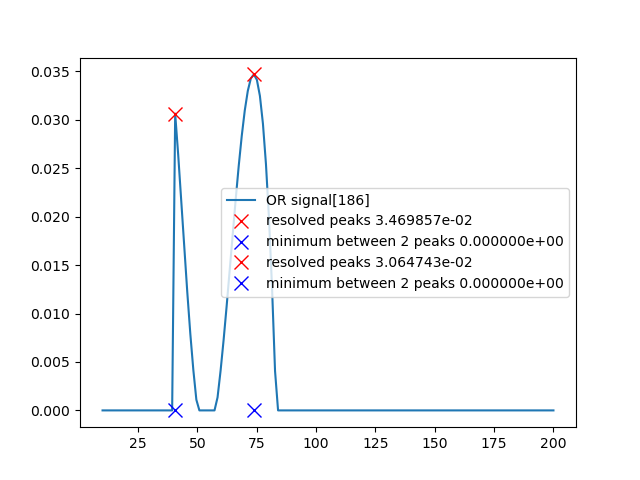 0.035
0.030
0.025
0.020
0.015
0.010
0.005
0.000
OR signal[186]
resolved peaks 3.469857e-02
minimum between 2 peaks 0.000000e+00
resolved peaks 3.064743e-02
minimum between 2 peaks 0.000000e+00
25 50 75 100 125 150 175 200